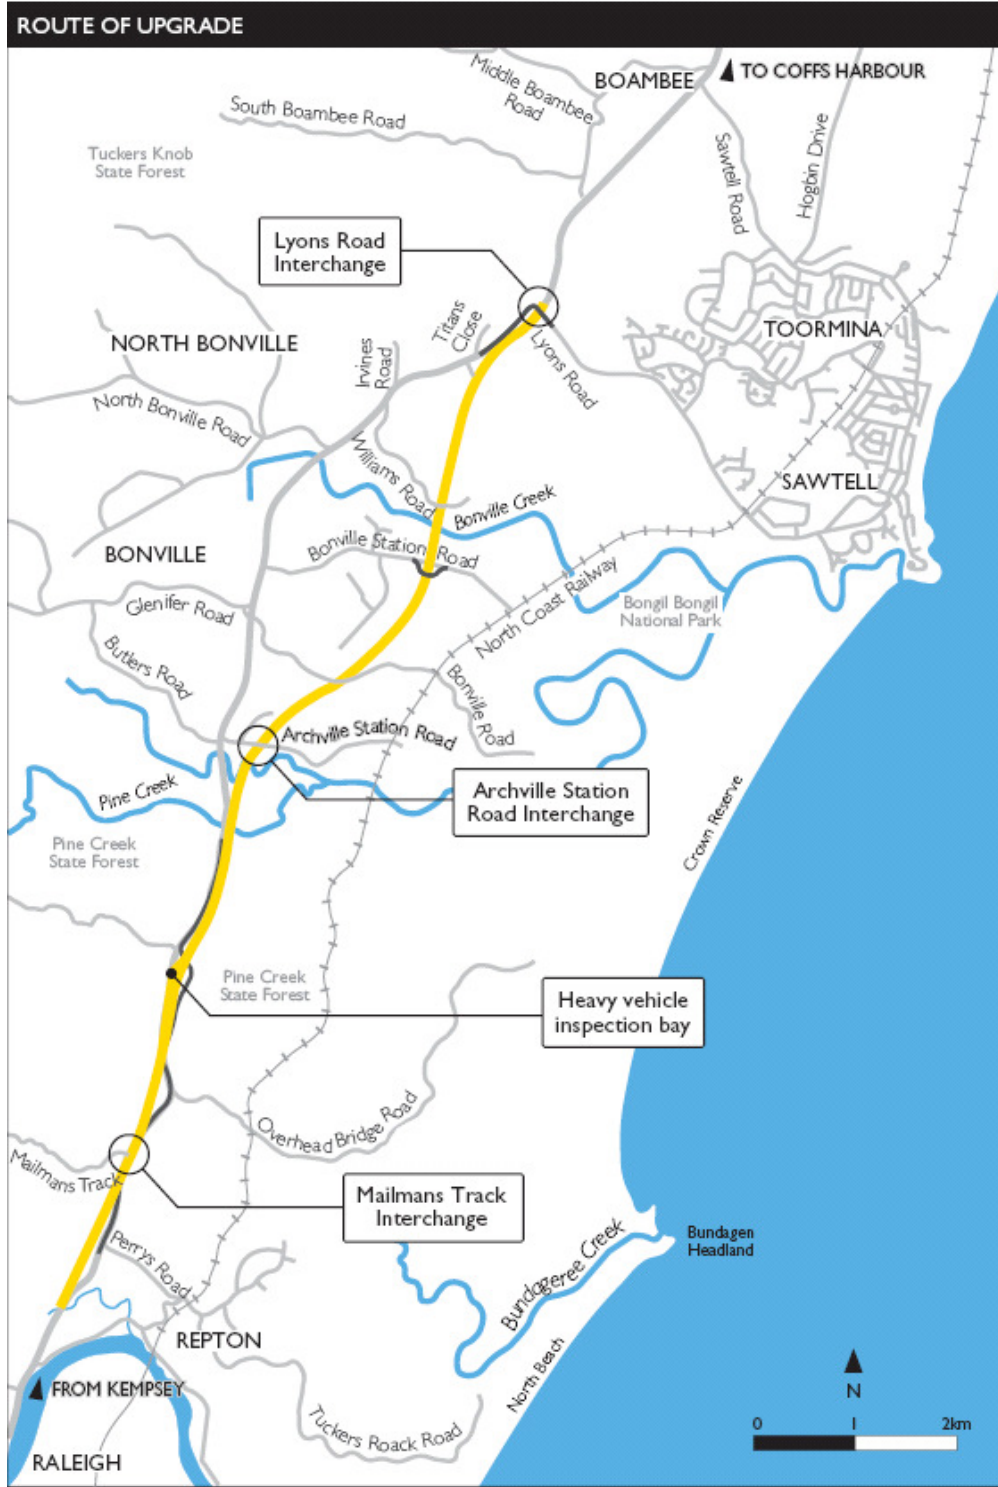 ROUTE OF UPGRADE
TO COFFS HARBOUR
BOAMBEE
Middle Boambee
Road
South Boambee Road
Tuckers Knob
State Forest
Sawtell Road
Hogbin Drive
Lyons Road
Interchange
Titans
Close
TOORMINA
NORTH BONVILLE
Irvines
Road
Lyons Road
North Bonville Road
Williams Road
SAWTELL
Bonville Creek
BONVILLE
Bonville Station Road
North Coast Railway
Glenifer Road
Bongil Bongil
National Park
Butlers Road
Bonville Road
Archville Station Road
Archville Station
Road Interchange
Pine Creek
Crown Reserve
Pine Creek
State Forest
Pine Creek
State Forest
Heavy vehicle
inspection bay
Overhead Bridge Road
Mailmans Track
Mailmans Track
Interchange
Bundagen
Headland
Bundageree Creek
Perrys Road
REPTON
North Beach
FROM KEMPSEY
N
Tuckers Roack Road
0 1 2km
RALEIGH